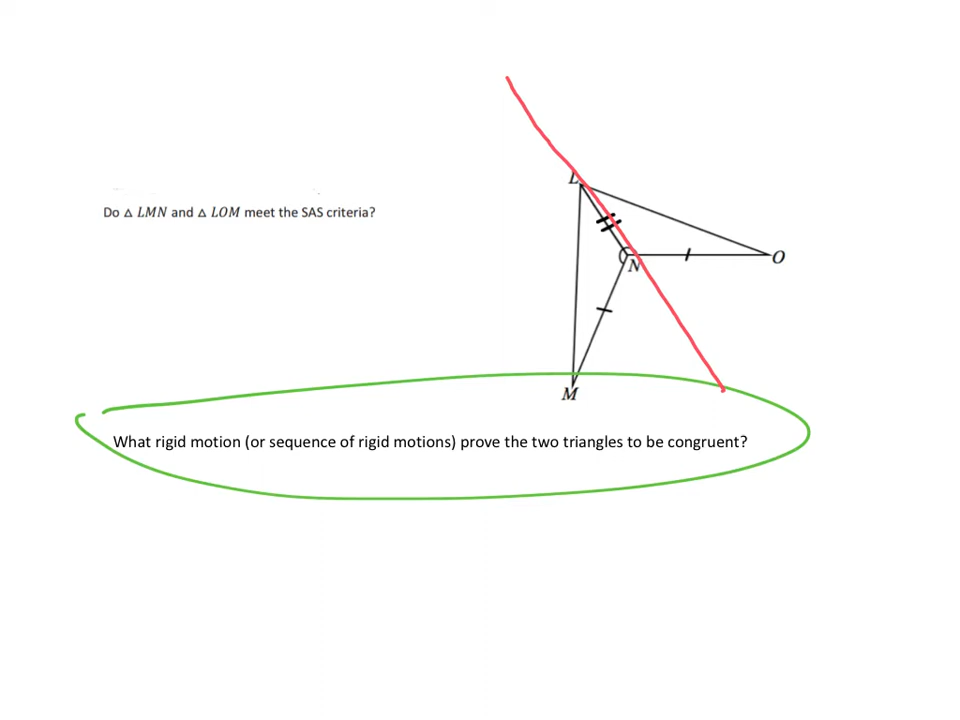 L
Do △ LMN and △ LOM meet the SAS criteria?
N
O
M
What rigid motion (or sequence of rigid motions) prove the two triangles to be congruent?